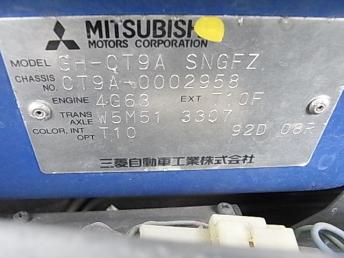 MITSUBISHI
MOTORS CORPORATION
MODEL GH-CT9A SNGFZ
CHASSIS NO. CT9A-0002958
ENGINE 4G63 EXT T10F
TRANS AXLE W5M51 3307
COLOR, INT OPT T10 92D 08R
三菱自動車工業株式会社